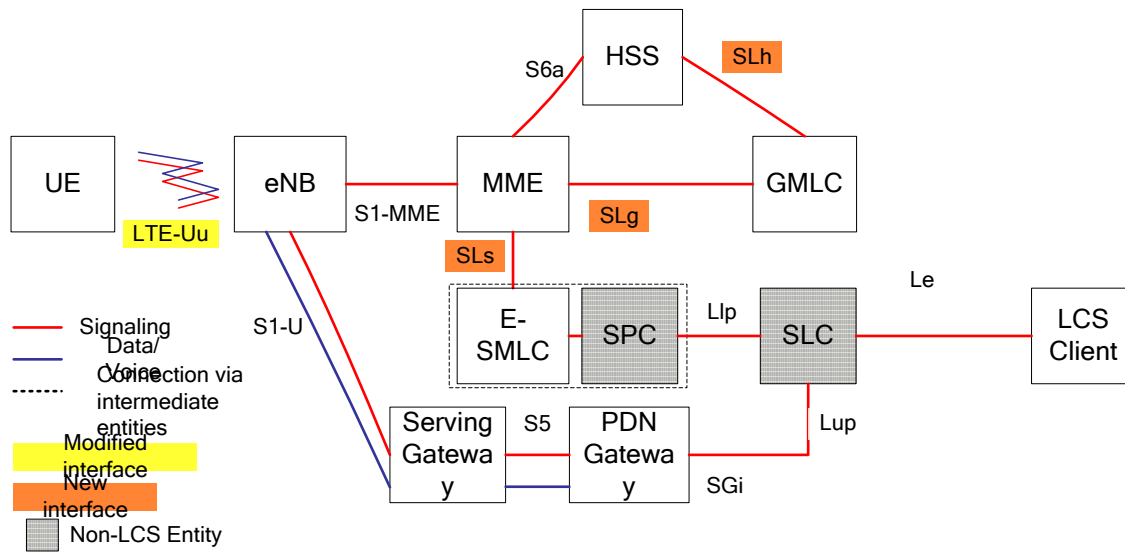 HSS
S6a
SLh
UE
eNB
MME
GMLC
S1-MME
SLg
LTE-Uu
SLs
Le
E-
SMLC
SPC
Llp
SLC
LCS
Client
S1-U
Signaling
Data/
Voice
Connection via
intermediate
entities
Serving
Gatewa
y
S5
PDN
Gatewa
y
Lup
SGi
Modified
interface
New
interface
Non-LCS Entity